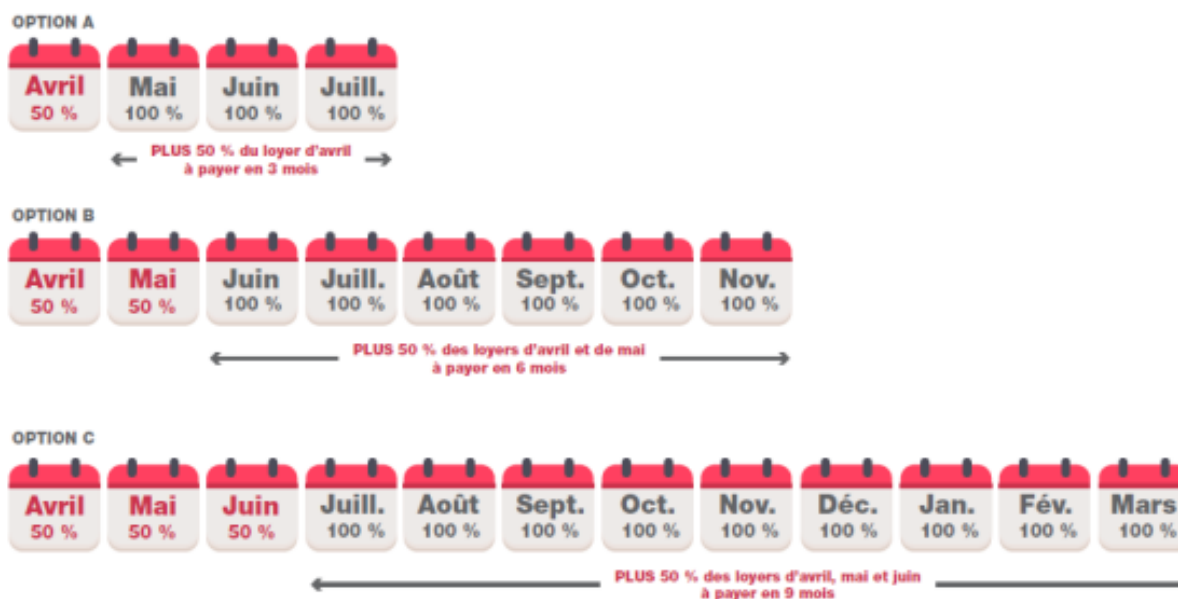 OPTION A
Avril Mai Juin Juill.
50 % 100 % 100 % 100 %
PLUS 50 % du loyer d'avril
à payer en 3 mois
OPTION B
Avril Mai Juin Juill. Août Sept. Oct. Nov.
50 % 50 % 100 % 100 % 100 % 100 % 100 % 100 %
PLUS 50 % des loyers d'avril et de mai
à payer en 6 mois
OPTION C
Avril Mai Juin Juill. Août Sept. Oct. Nov. Déc. Jan. Fév. Mars
50 % 50 % 50 % 100 % 100 % 100 % 100 % 100 % 100 % 100 % 100 % 100 %
PLUS 50 % des loyers d'avril, mai et juin
à payer en 9 mois